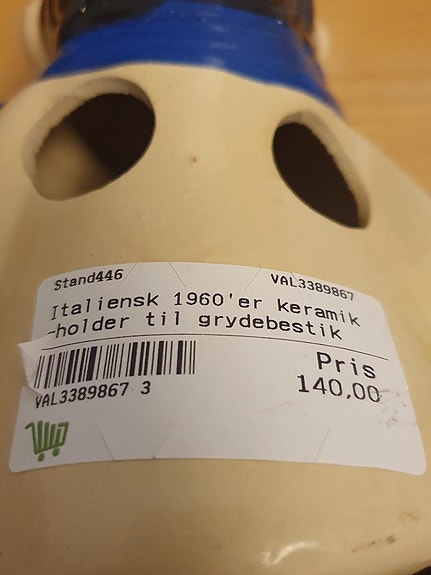 Stand446 VAL3389867
Italiensk 1960'er keramik
-holder til grydebestik
Pris
140,00
VAL3389867 3